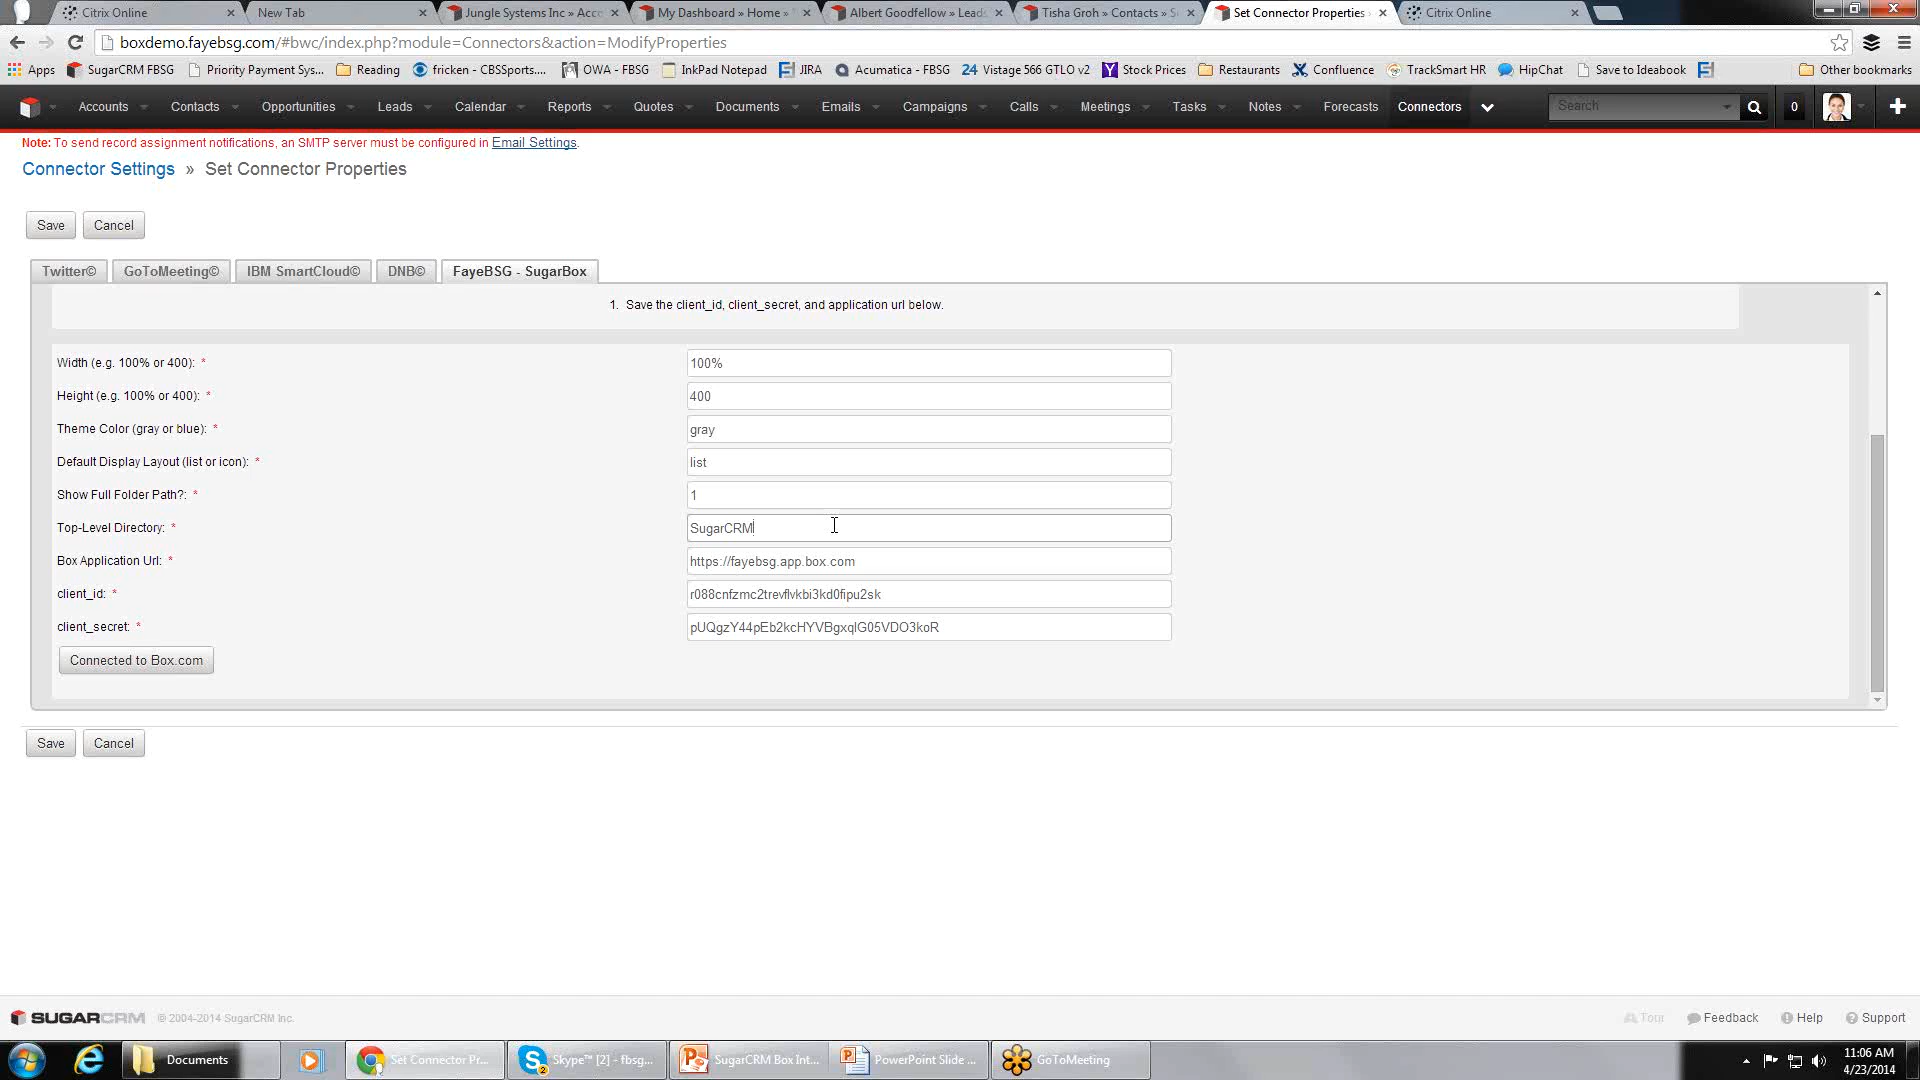 Citrix Online
New Tab
Jungle Systems Inc » Acc
My Dashboard » Home »
Albert Goodfellow » Leads
Tisha Groh » Contacts » S
Set Connector Properties
Citrix Online
boxdemo.fayebsg.com/#bwc/index.php?module=Connectors&action=ModifyProperties
Apps
SugarCRM FBSG
Priority Payment Sys...
Reading
fricken - CBSSports....
OWA - FBSG
InkPad Notepad
JIRA
Acumatica - FBSG
24 Vistage 566 GTLO v2
Stock Prices
Restaurants
Confluence
TrackSmart HR
HipChat
Save to Ideabook
Other bookmarks
Accounts
Contacts
Opportunities
Leads
Calendar
Reports
Quotes
Documents
Emails
Campaigns
Calls
Meetings
Tasks
Notes
Forecasts
Connectors
Search
0
Note: To send record assignment notifications, an SMTP server must be configured in Email Settings.
Connector Settings » Set Connector Properties
Save
Cancel
Twitter©
GoToMeeting©
IBM SmartCloud©
DNB©
FayeBSG - SugarBox
1. Save the client_id, client_secret, and application url below.
Width (e.g. 100% or 400): *
100%
Height (e.g. 100% or 400): *
400
Theme Color (gray or blue): *
gray
Default Display Layout (list or icon): *
list
Show Full Folder Path?: *
1
Top-Level Directory: *
SugarCRM
Box Application Url: *
https://fayebsg.app.box.com
client_id: *
r088cnfzmc2trevflvkbi3kd0fipu2sk
client_secret: *
pUQgzY44pEb2kcHYVBgxqlG05VDO3koR
Connected to Box.com
Save
Cancel
SUGARCRM
© 2004-2014 SugarCRM Inc.
Tour
Feedback
Help
Support
Documents
Set Connector Pr...
Skype™ [2] - fbsg...
SugarCRM Box Int...
PowerPoint Slide ...
GoToMeeting
11:06 AM
4/23/2014